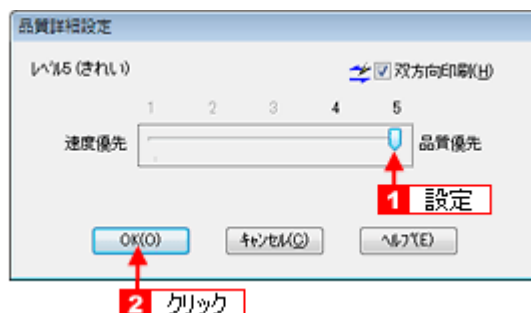 品質詳細設定
レベル5 (きれい)
双方向印刷(H)
1 2 3 4 5
速度優先 品質優先
1 設定
OK(O) キャンセル(C) ヘルプ(E)
2 クリック